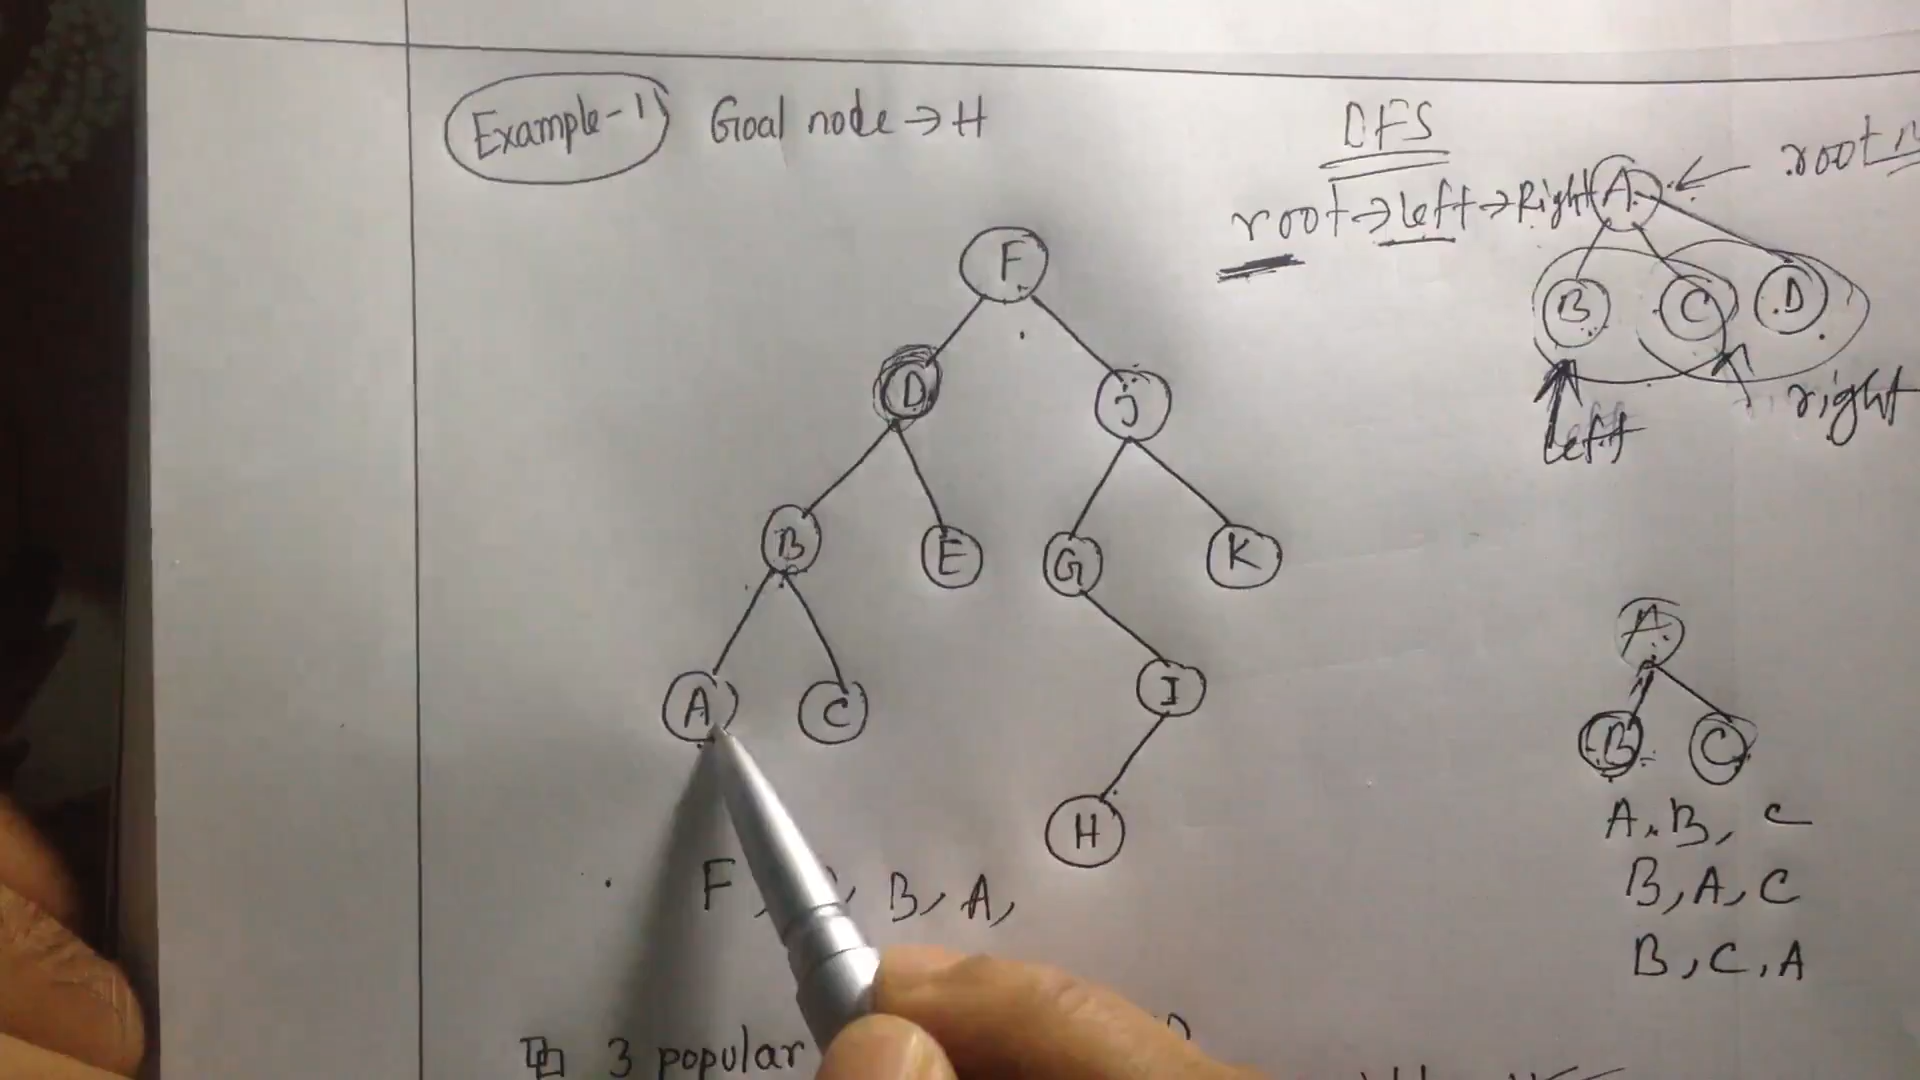 Example-1 Goal node → H
DFS
root → left → Right
root
A
B C D
left
right
F
D j
B E G K
A C I
H
A
B C
A, B, C
B, A, C
B, C, A
F, B, A,
3 popular